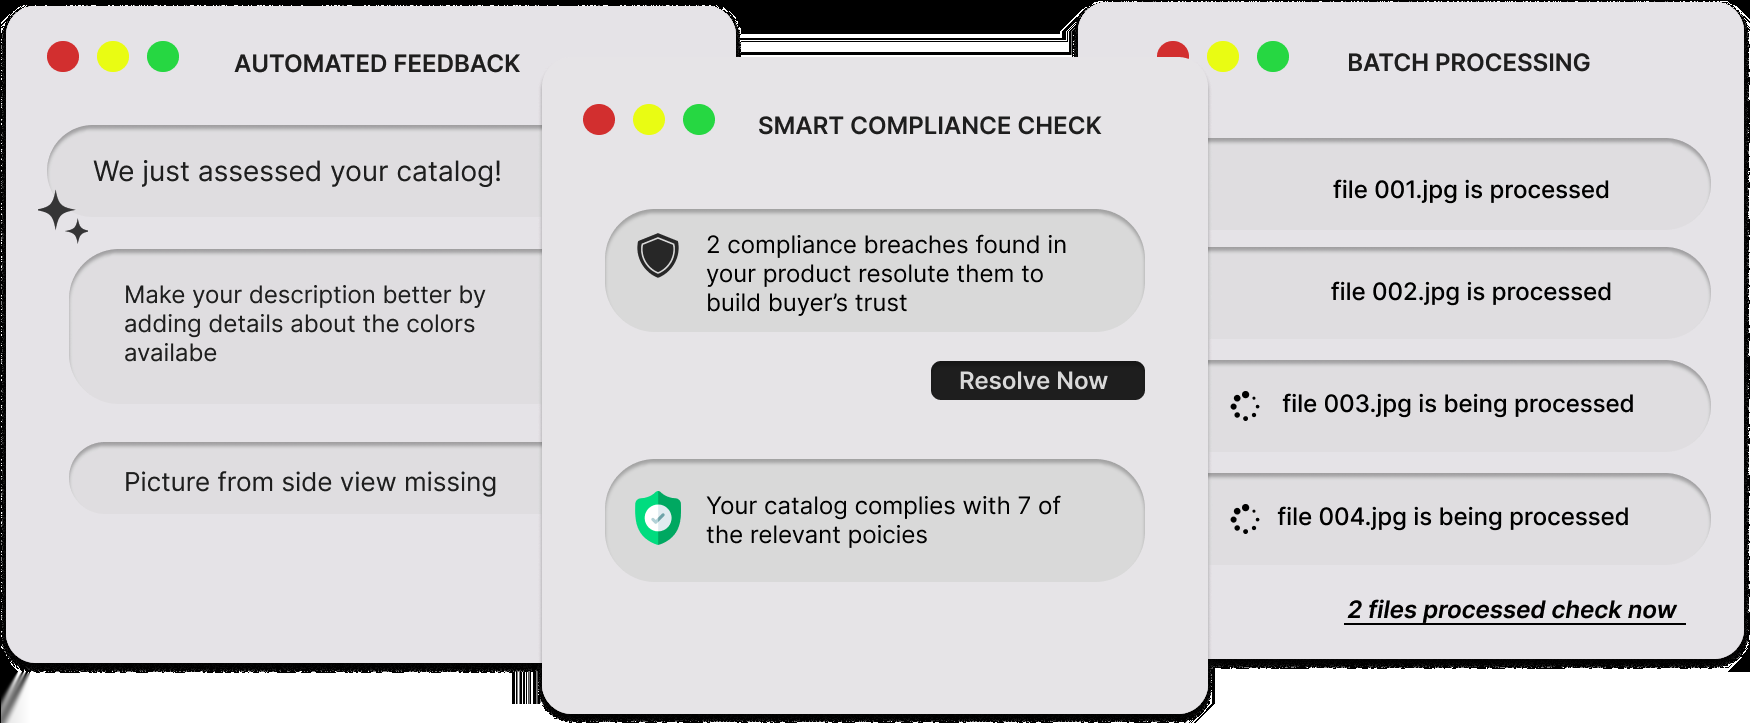 AUTOMATED FEEDBACK
We just assessed your catalog!
Make your description better by
adding details about the colors
availabe
Picture from side view missing
SMART COMPLIANCE CHECK
2 compliance breaches found in
your product resolute them to
build buyer’s trust
Resolve Now
Your catalog complies with 7 of
the relevant poicies
BATCH PROCESSING
file 001.jpg is processed
file 002.jpg is processed
file 003.jpg is being processed
file 004.jpg is being processed
2 files processed check now